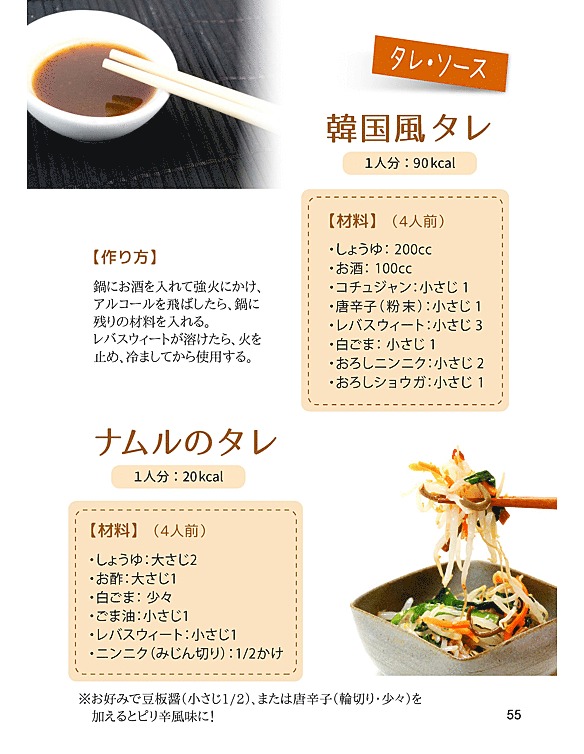 タレ・ソース
韓国風タレ
1人分：90kcal
【材料】（4人前）
・しょうゆ：200cc
・お酒：100cc
・コチュジャン：小さじ1
・唐辛子（粉末）：小さじ1
・レバスウィート：小さじ3
・白ごま：小さじ1
・おろしニンニク：小さじ2
・おろしショウガ：小さじ1
【作り方】
鍋にお酒を入れて強火にかけ、
アルコールを飛ばしたら、鍋に
残りの材料を入れる。
レバスウィートが溶けたら、火を
止め、冷ましてから使用する。
ナムルのタレ
1人分：20kcal
【材料】（4人前）
・しょうゆ：大さじ2
・お酢：大さじ1
・白ごま：少々
・ごま油：小さじ1
・レバスウィート：小さじ1
・ニンニク（みじん切り）：1/2かけ
※お好みで豆板醤（小さじ1/2）、または唐辛子（輪切り・少々）を
加えるとピリ辛風味に！
55